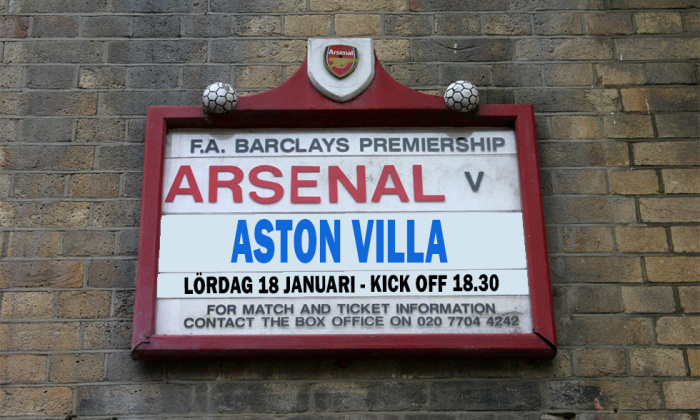 Arsenal
F.A. BARCLAYS PREMIERSHIP
ARSENAL V
ASTON VILLA
LÖRDAG 18 JANUARI - KICK OFF 18.30
FOR MATCH AND TICKET INFORMATION
CONTACT THE BOX OFFICE ON 020 7704 4242